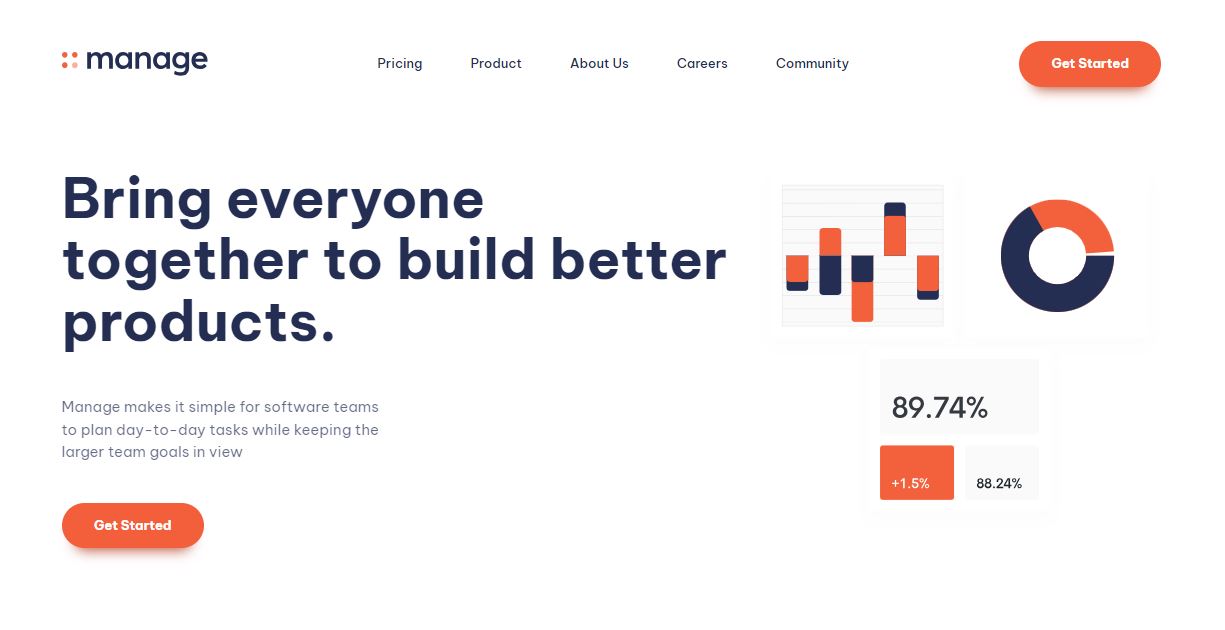 manage
Pricing
Product
About Us
Careers
Community
Get Started
Bring everyone
together to build better
products.
Manage makes it simple for software teams
to plan day-to-day tasks while keeping the
larger team goals in view
Get Started
89.74%
+1.5%
88.24%